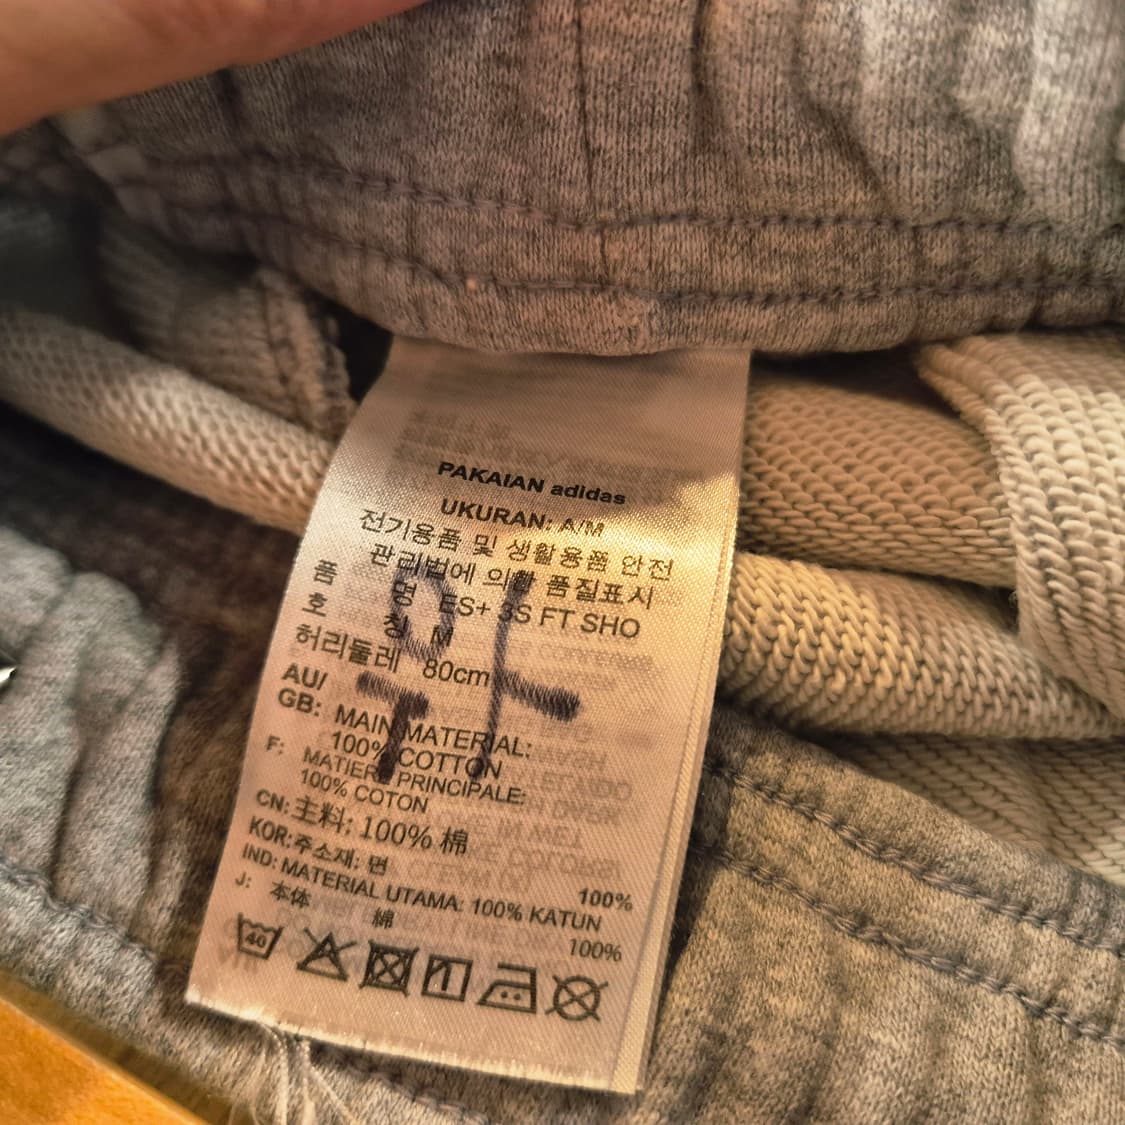 PAKAIAN adidas
UKURAN: A/M
전기용품 및 생활용품 안전
관리법에 의한 품질표시
품 명 ES+ 3S FT SHO
호 칭 M
허리둘레 80cm
AU/
GB: MAIN MATERIAL:
100% COTTON
F: MATIERE PRINCIPALE:
100% COTON
CN: 主料: 100% 棉
KOR: 주소재: 면 100%
IND: MATERIAL UTAMA: 100% KATUN
J: 本体 綿 100%
40